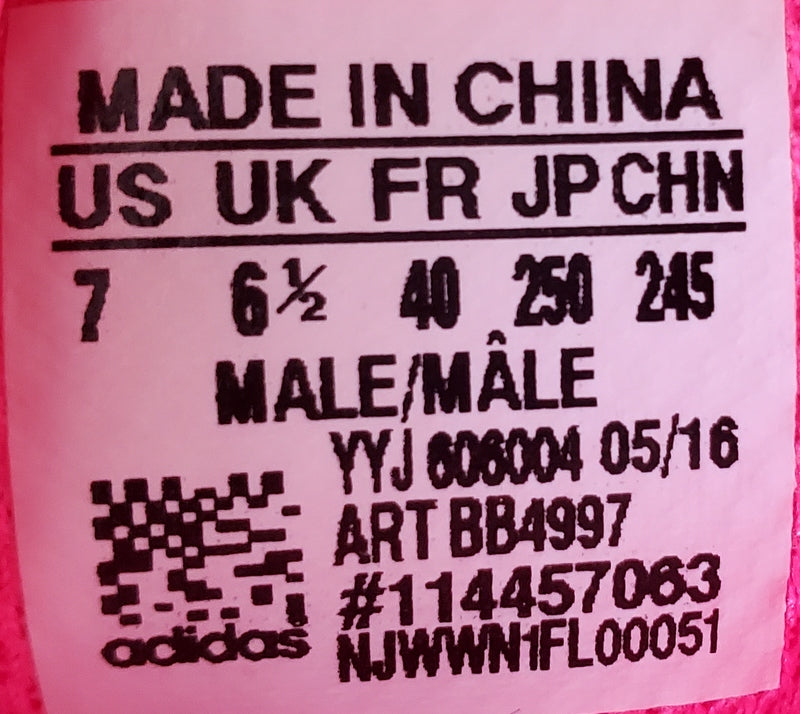 MADE IN CHINA
US UK FR JP CHN
7 6½ 40 250 245
MALE/MÂLE
YYJ 606004 05/16
ART BB4997
#114457063
adidas NJWWN1FL00051